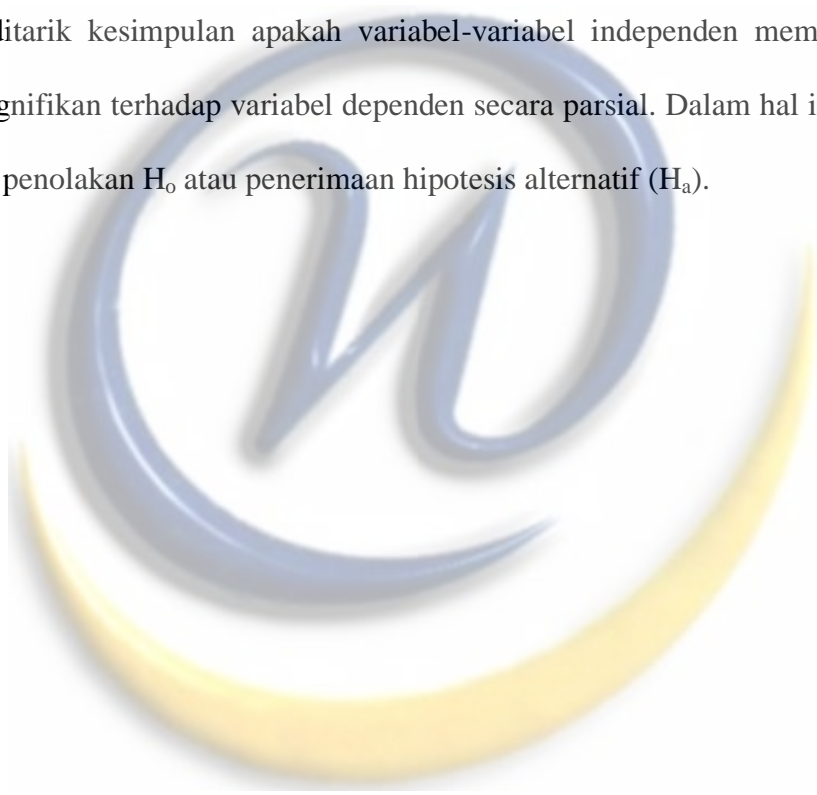 ditarik kesimpulan apakah variabel-variabel independen mem
gnifikan terhadap variabel dependen secara parsial. Dalam hal i
penolakan Hₒ atau penerimaan hipotesis alternatif (Hₐ).